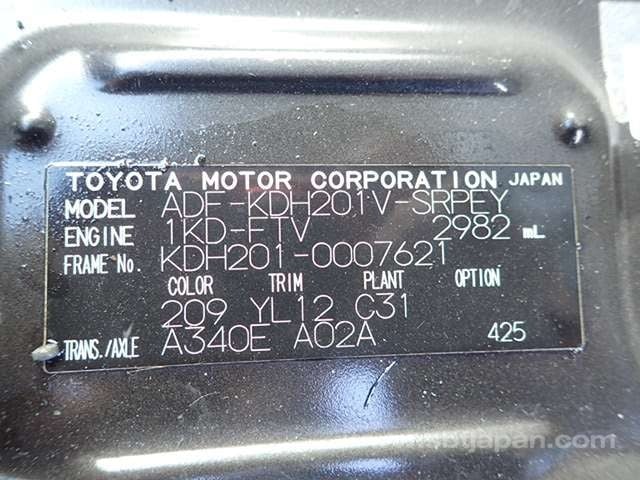 TOYOTA MOTOR CORPORATION JAPAN
MODEL ADF-KDH201V-SRPEY
ENGINE 1KD-FTV 2982 mL
FRAME No. KDH201-0007621
COLOR TRIM PLANT OPTION
209 YL12 C31
TRANS./AXLE A340E A02A 425
sbtjapan.com